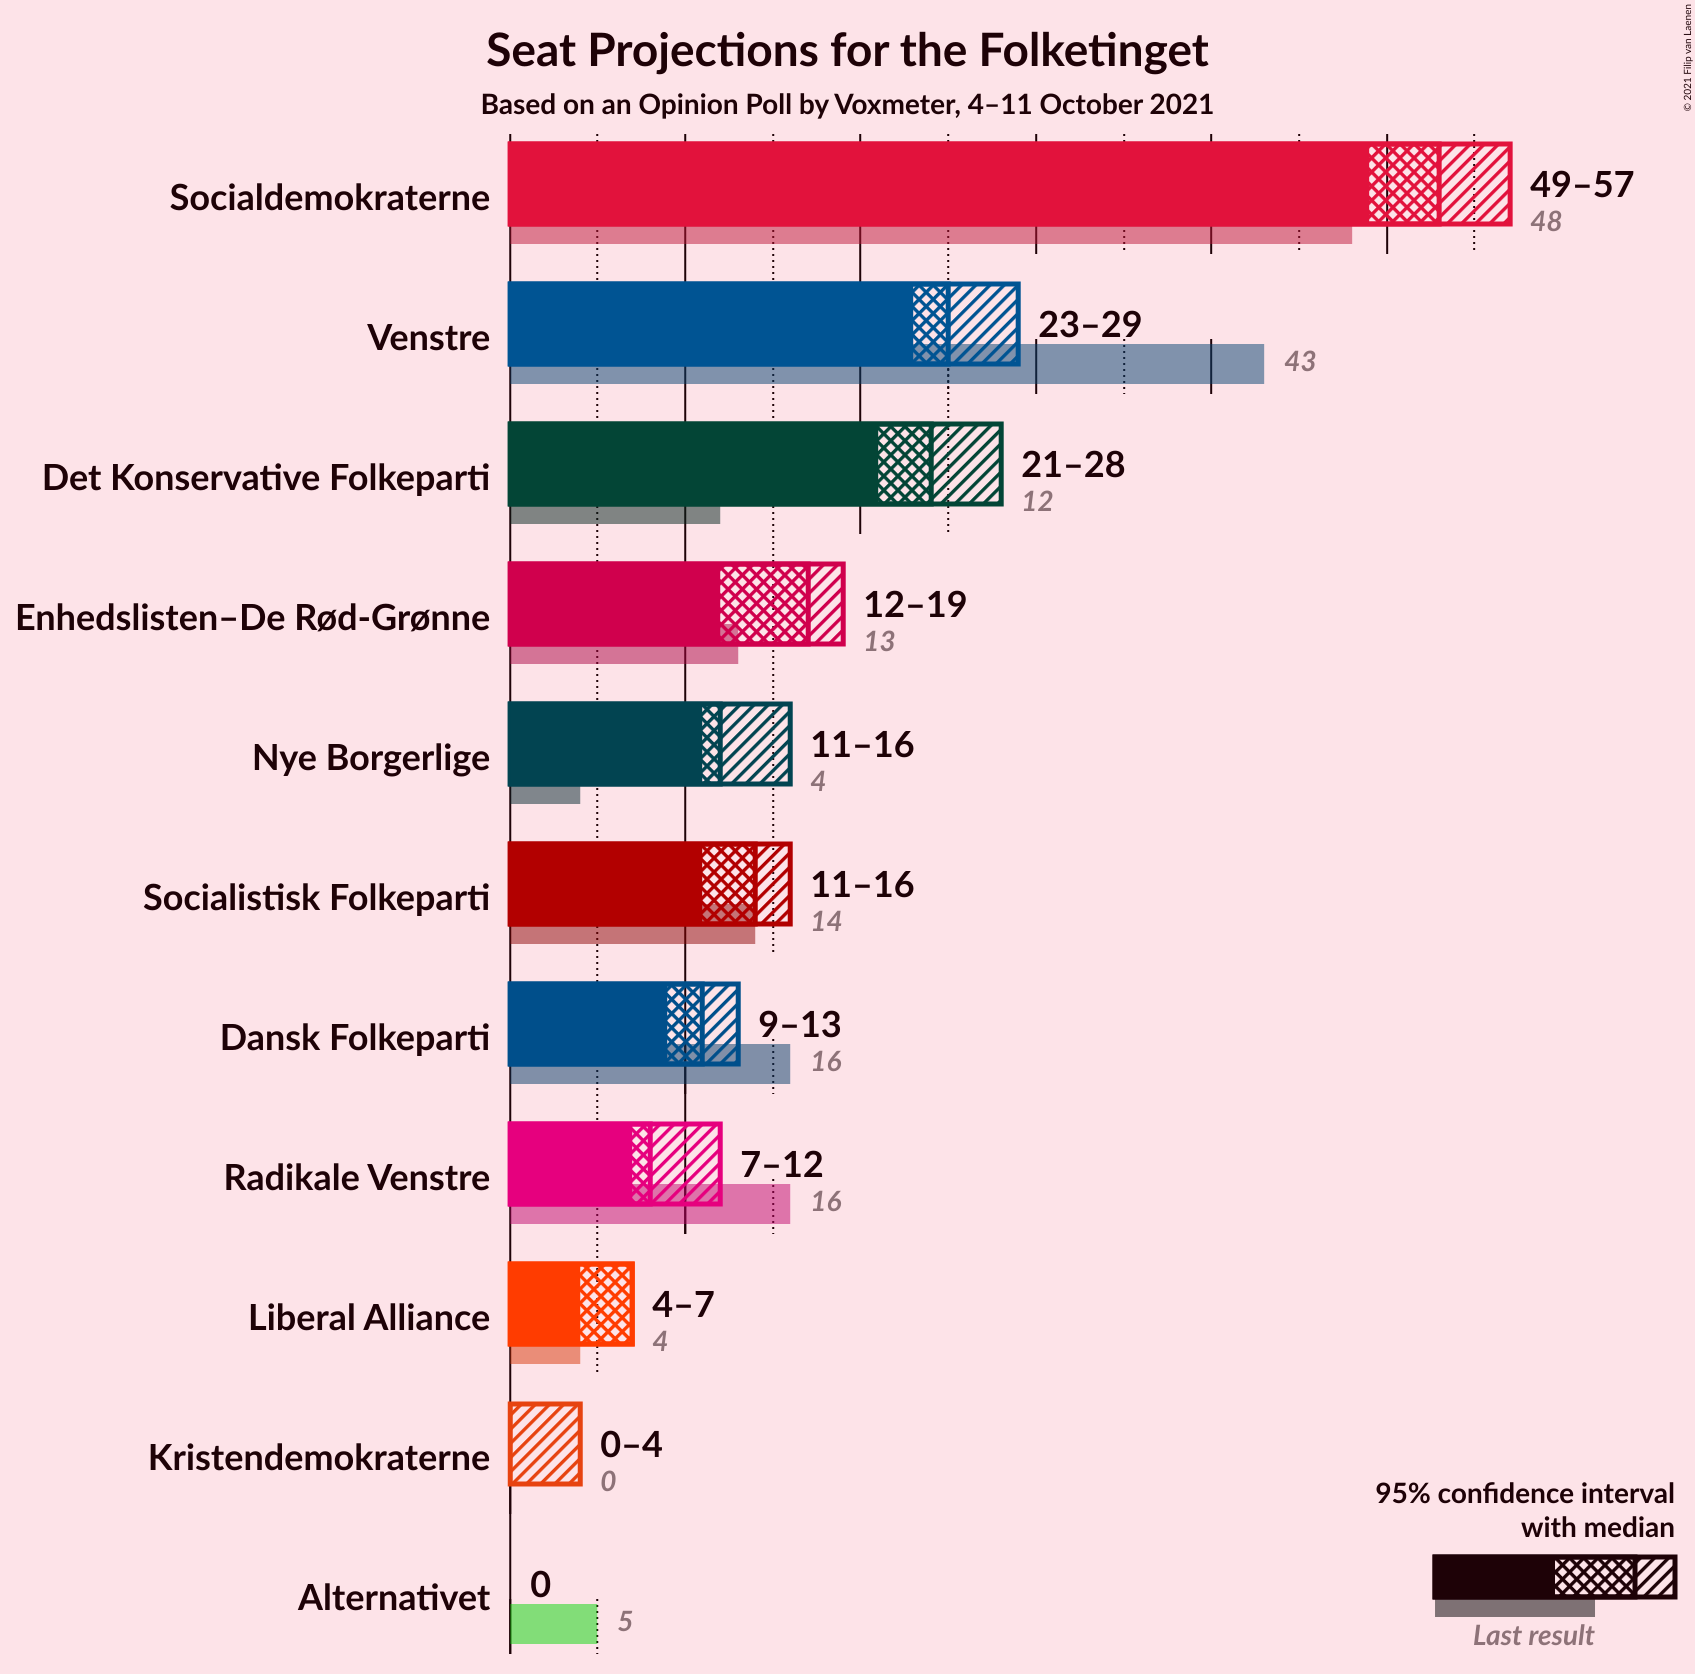 Seat Projections for the Folketinget
Based on an Opinion Poll by Voxmeter, 4–11 October 2021
© 2021 Filip van Laenen
Socialdemokraterne
49–57
48
Venstre
23–29
43
Det Konservative Folkeparti
21–28
12
Enhedslisten–De Rød-Grønne
12–19
13
Nye Borgerlige
11–16
4
Socialistisk Folkeparti
11–16
14
Dansk Folkeparti
9–13
16
Radikale Venstre
7–12
16
Liberal Alliance
4–7
4
Kristendemokraterne
0–4
0
Alternativet
0
5
95% confidence interval
with median
Last result